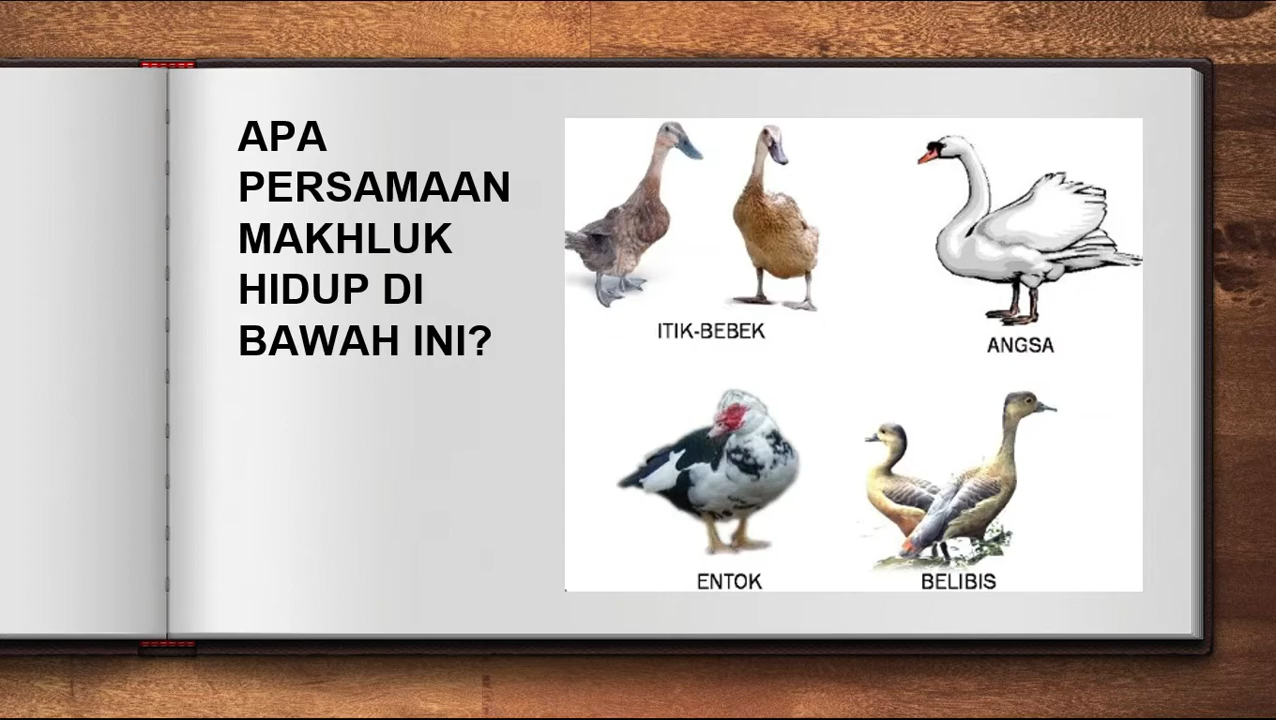 APA
PERSAMAAN
MAKHLUK
HIDUP DI
BAWAH INI?
ITIK-BEBEK
ANGSA
ENTOK
BELIBIS